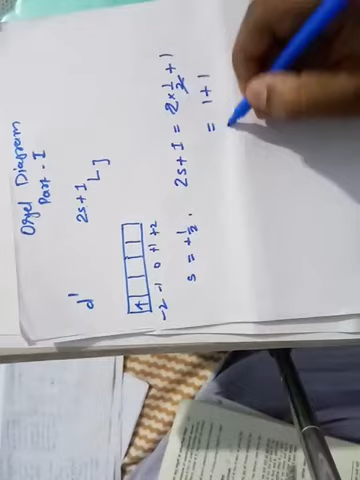 Orgel Diagram
Part - I
2s+1 L J
d¹
↑
-2 -1 0 +1 +2
s = +1/2 .
2s+1 = 2×1/2+1
= 1+1